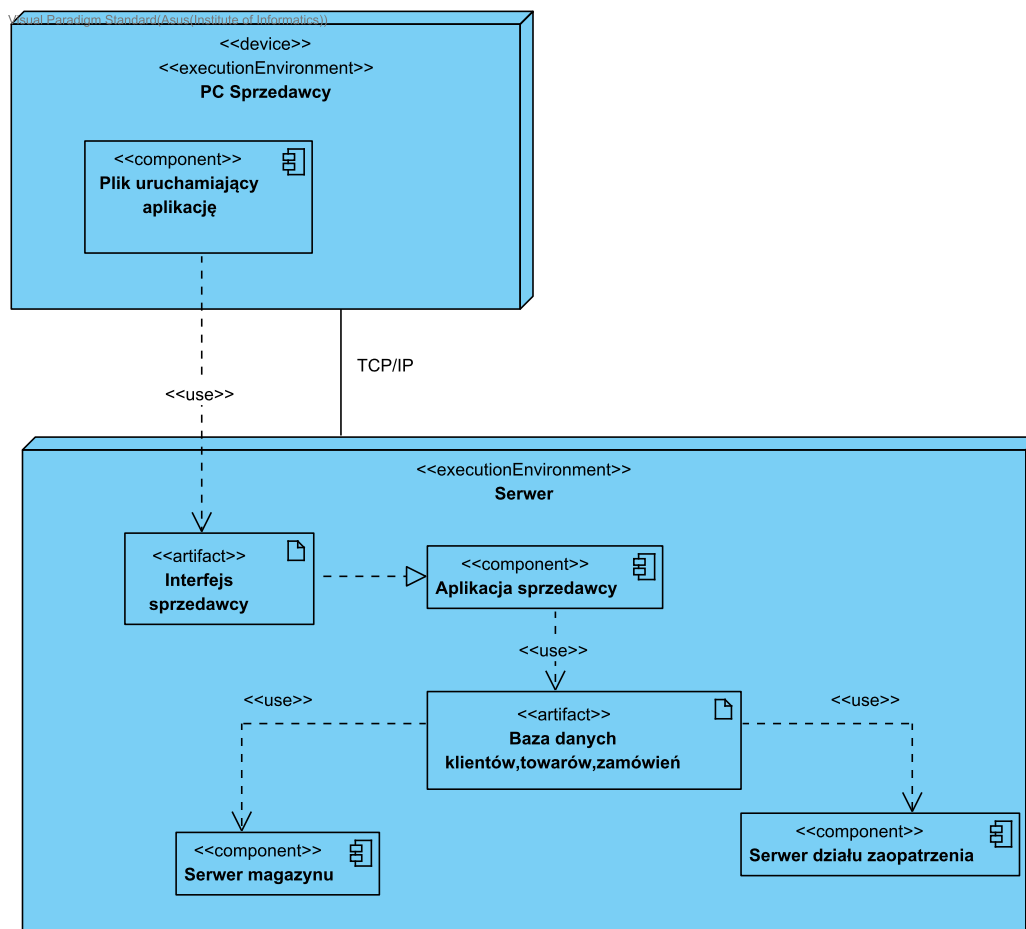 Visual Paradigm Standard(Asus(Institute of Informatics))
<<device>>
<<executionEnvironment>>
PC Sprzedawcy
<<component>>
Plik uruchamiający
aplikację
TCP/IP
<<use>>
<<executionEnvironment>>
Serwer
<<artifact>>
Interfejs
sprzedawcy
<<component>>
Aplikacja sprzedawcy
<<use>>
<<use>>
<<use>>
<<artifact>>
Baza danych
klientów,towarów,zamówień
<<component>>
Serwer magazynu
<<component>>
Serwer działu zaopatrzenia